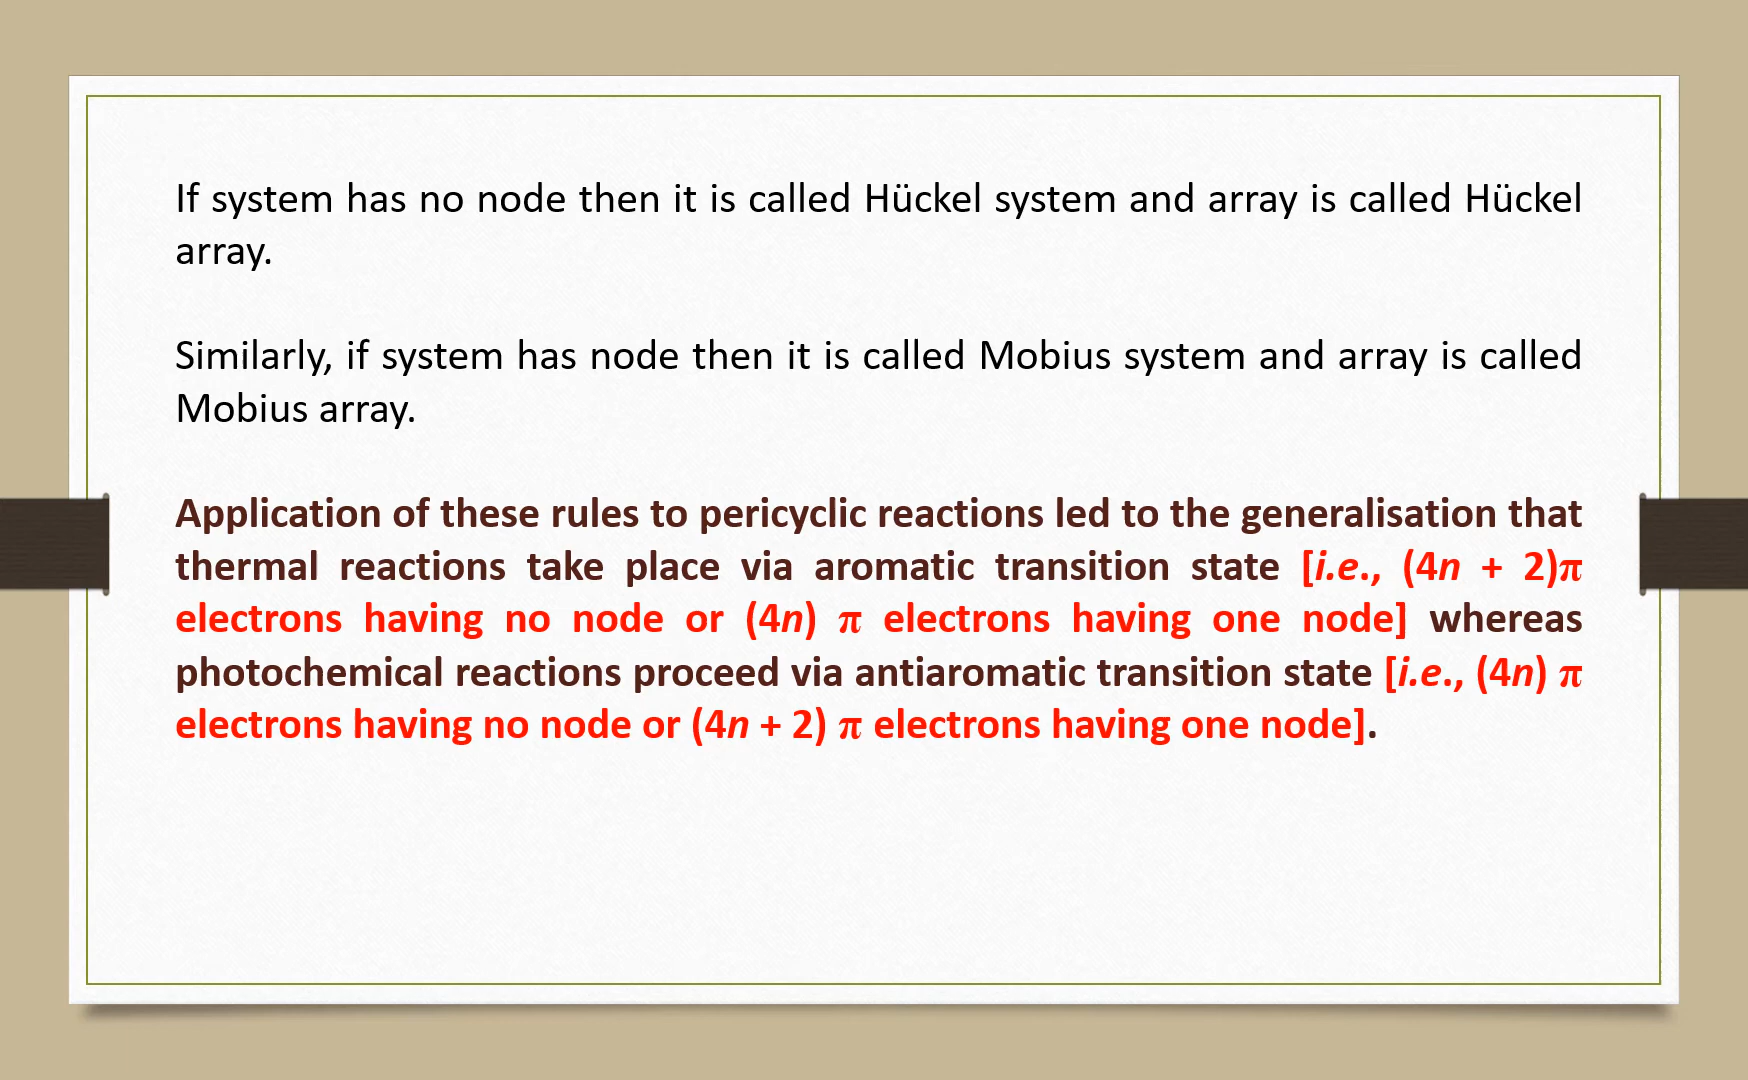 If system has no node then it is called Hückel system and array is called Hückel
array.
Similarly, if system has node then it is called Mobius system and array is called
Mobius array.
Application of these rules to pericyclic reactions led to the generalisation that
thermal reactions take place via aromatic transition state [i.e., (4n + 2)π
electrons having no node or (4n) π electrons having one node] whereas
photochemical reactions proceed via antiaromatic transition state [i.e., (4n) π
electrons having no node or (4n + 2) π electrons having one node].